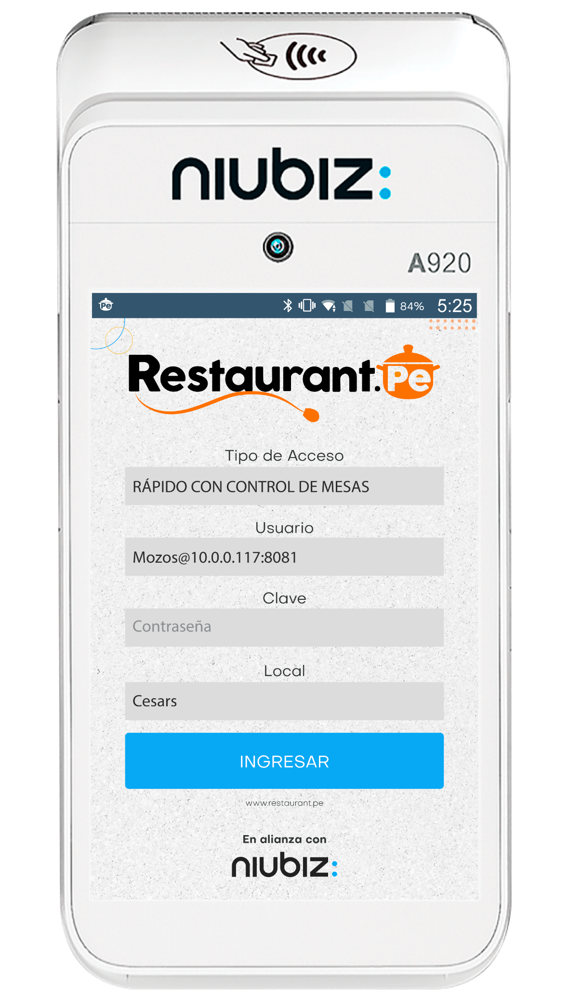 niubiz:
A920
Pe 84% 5:25
Restaurant.Pe
Tipo de Acceso
RÁPIDO CON CONTROL DE MESAS
Usuario
Mozos@10.0.0.117:8081
Clave
Contraseña
Local
Cesars
INGRESAR
www.restaurant.pe
En alianza con
niubiz: